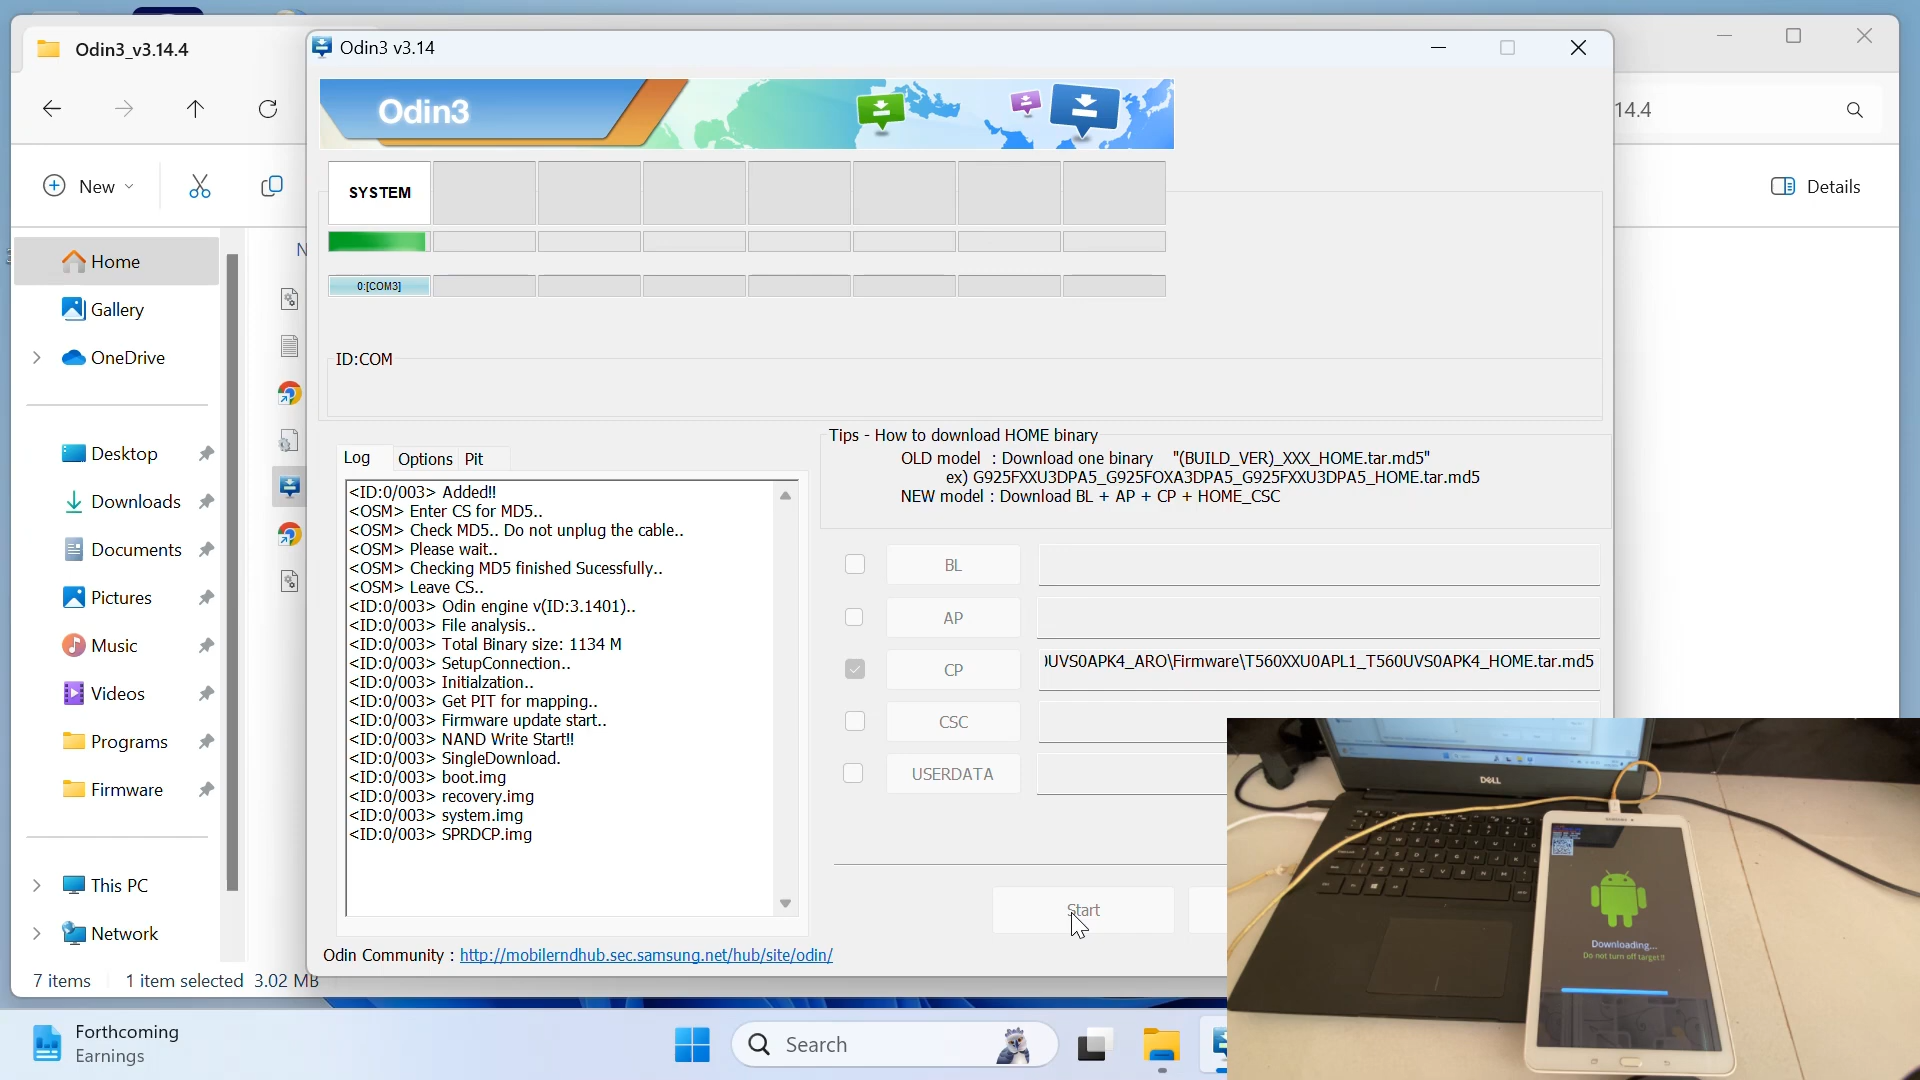 Odin3_v3.14.4
Odin3 v3.14
14.4
Odin3
New
Details
SYSTEM
0:[COM3]
ID:COM
Home
Gallery
OneDrive
Desktop
Downloads
Documents
Pictures
Music
Videos
Programs
Firmware
This PC
Network
7 items
1 item selected 3.02 MB
Log
Options
Pit
<ID:0/003> Added!!
<OSM> Enter CS for MD5..
<OSM> Check MD5.. Do not unplug the cable..
<OSM> Please wait..
<OSM> Checking MD5 finished Sucessfully..
<OSM> Leave CS..
<ID:0/003> Odin engine v(ID:3.1401)..
<ID:0/003> File analysis..
<ID:0/003> Total Binary size: 1134 M
<ID:0/003> SetupConnection..
<ID:0/003> Initialzation..
<ID:0/003> Get PIT for mapping..
<ID:0/003> Firmware update start..
<ID:0/003> NAND Write Start!!
<ID:0/003> SingleDownload.
<ID:0/003> boot.img
<ID:0/003> recovery.img
<ID:0/003> system.img
<ID:0/003> SPRDCP.img
Tips - How to download HOME binary
OLD model : Download one binary "(BUILD_VER)_XXX_HOME.tar.md5"
ex) G925FXXU3DPA5_G925FOXA3DPA5_G925FXXU3DPA5_HOME.tar.md5
NEW model : Download BL + AP + CP + HOME_CSC
BL
AP
CP
UVS0APK4_ARO\Firmware\T560XXU0APL1_T560UVS0APK4_HOME.tar.md5
CSC
USERDATA
Start
Odin Community : http://mobilerndhub.sec.samsung.net/hub/site/odin/
DELL
SAMSUNG
Downloading...
Do not turn off target!!
Forthcoming
Earnings
Search